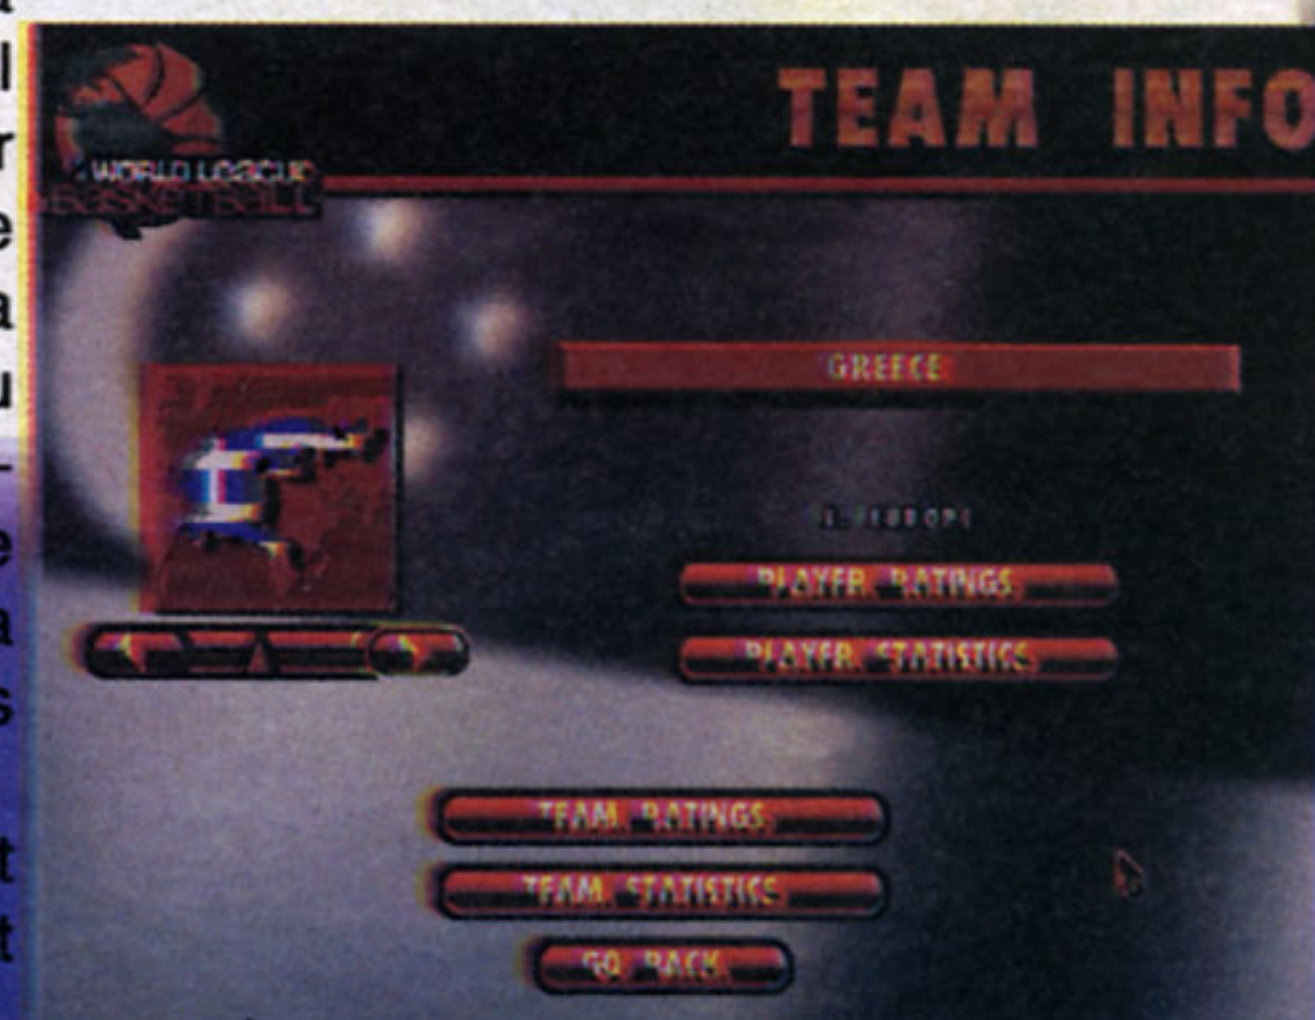 TEAM INFO
WORLD LEAGUE
BASKETBALL
GREECE
PLAYER RATINGS
PLAYER STATISTICS
TEAM RATINGS
TEAM STATISTICS
GO BACK